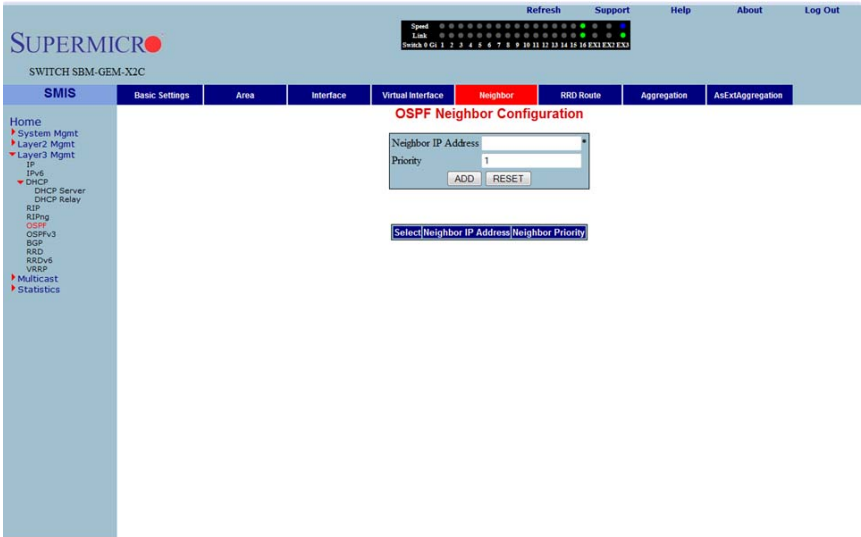 Refresh Support Help About Log Out
SUPERMICRO
Speed
Link
Switch 0 Gi 1 2 3 4 5 6 7 8 9 10 11 12 13 14 15 16 EX1 EX2 EX3
SWITCH SBM-GEM-X2C
SMIS
Basic Settings Area Interface Virtual Interface Neighbor RRD Route Aggregation AsExtAggregation
Home
System Mgmt
Layer2 Mgmt
Layer3 Mgmt
IP
IPv6
DHCP
DHCP Server
DHCP Relay
RIP
RIPng
OSPF
OSPFv3
BGP
RRD
RRDv6
VRRP
Multicast
Statistics
OSPF Neighbor Configuration
Neighbor IP Address *
Priority 1
ADD RESET
Select Neighbor IP Address Neighbor Priority